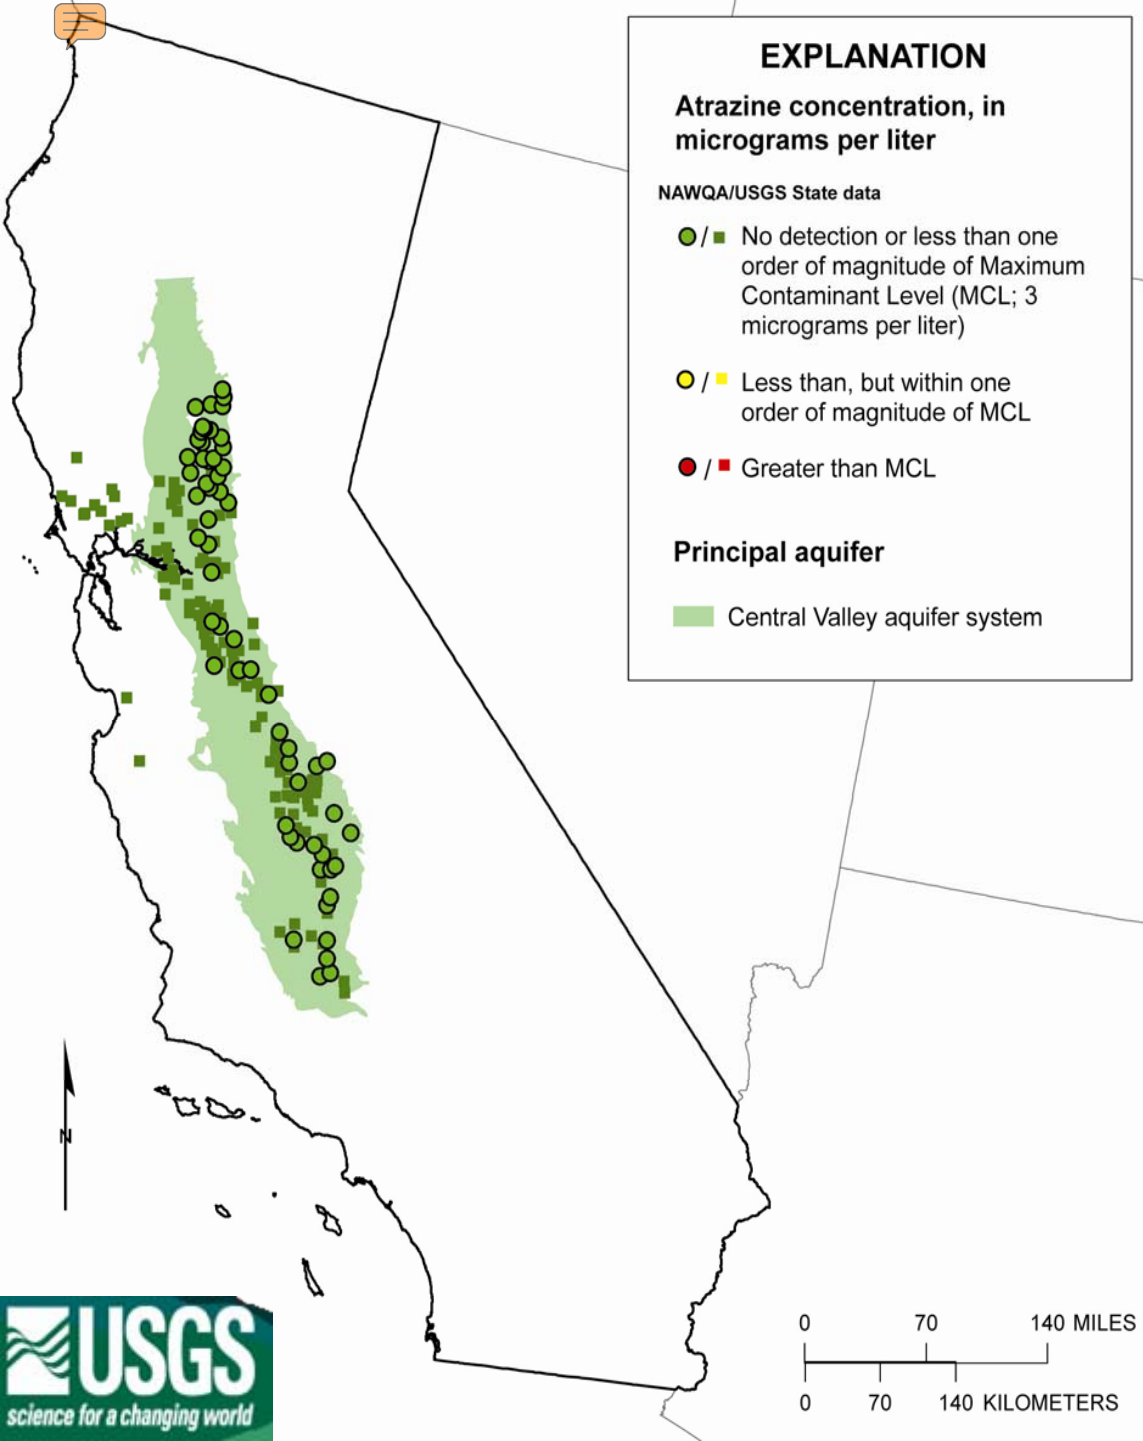 EXPLANATION
Atrazine concentration, in
micrograms per liter
NAWQA/USGS State data
/ No detection or less than one
order of magnitude of Maximum
Contaminant Level (MCL; 3
micrograms per liter)
/ Less than, but within one
order of magnitude of MCL
/ Greater than MCL
Principal aquifer
Central Valley aquifer system
N
USGS
science for a changing world
0 70 140 MILES
0 70 140 KILOMETERS